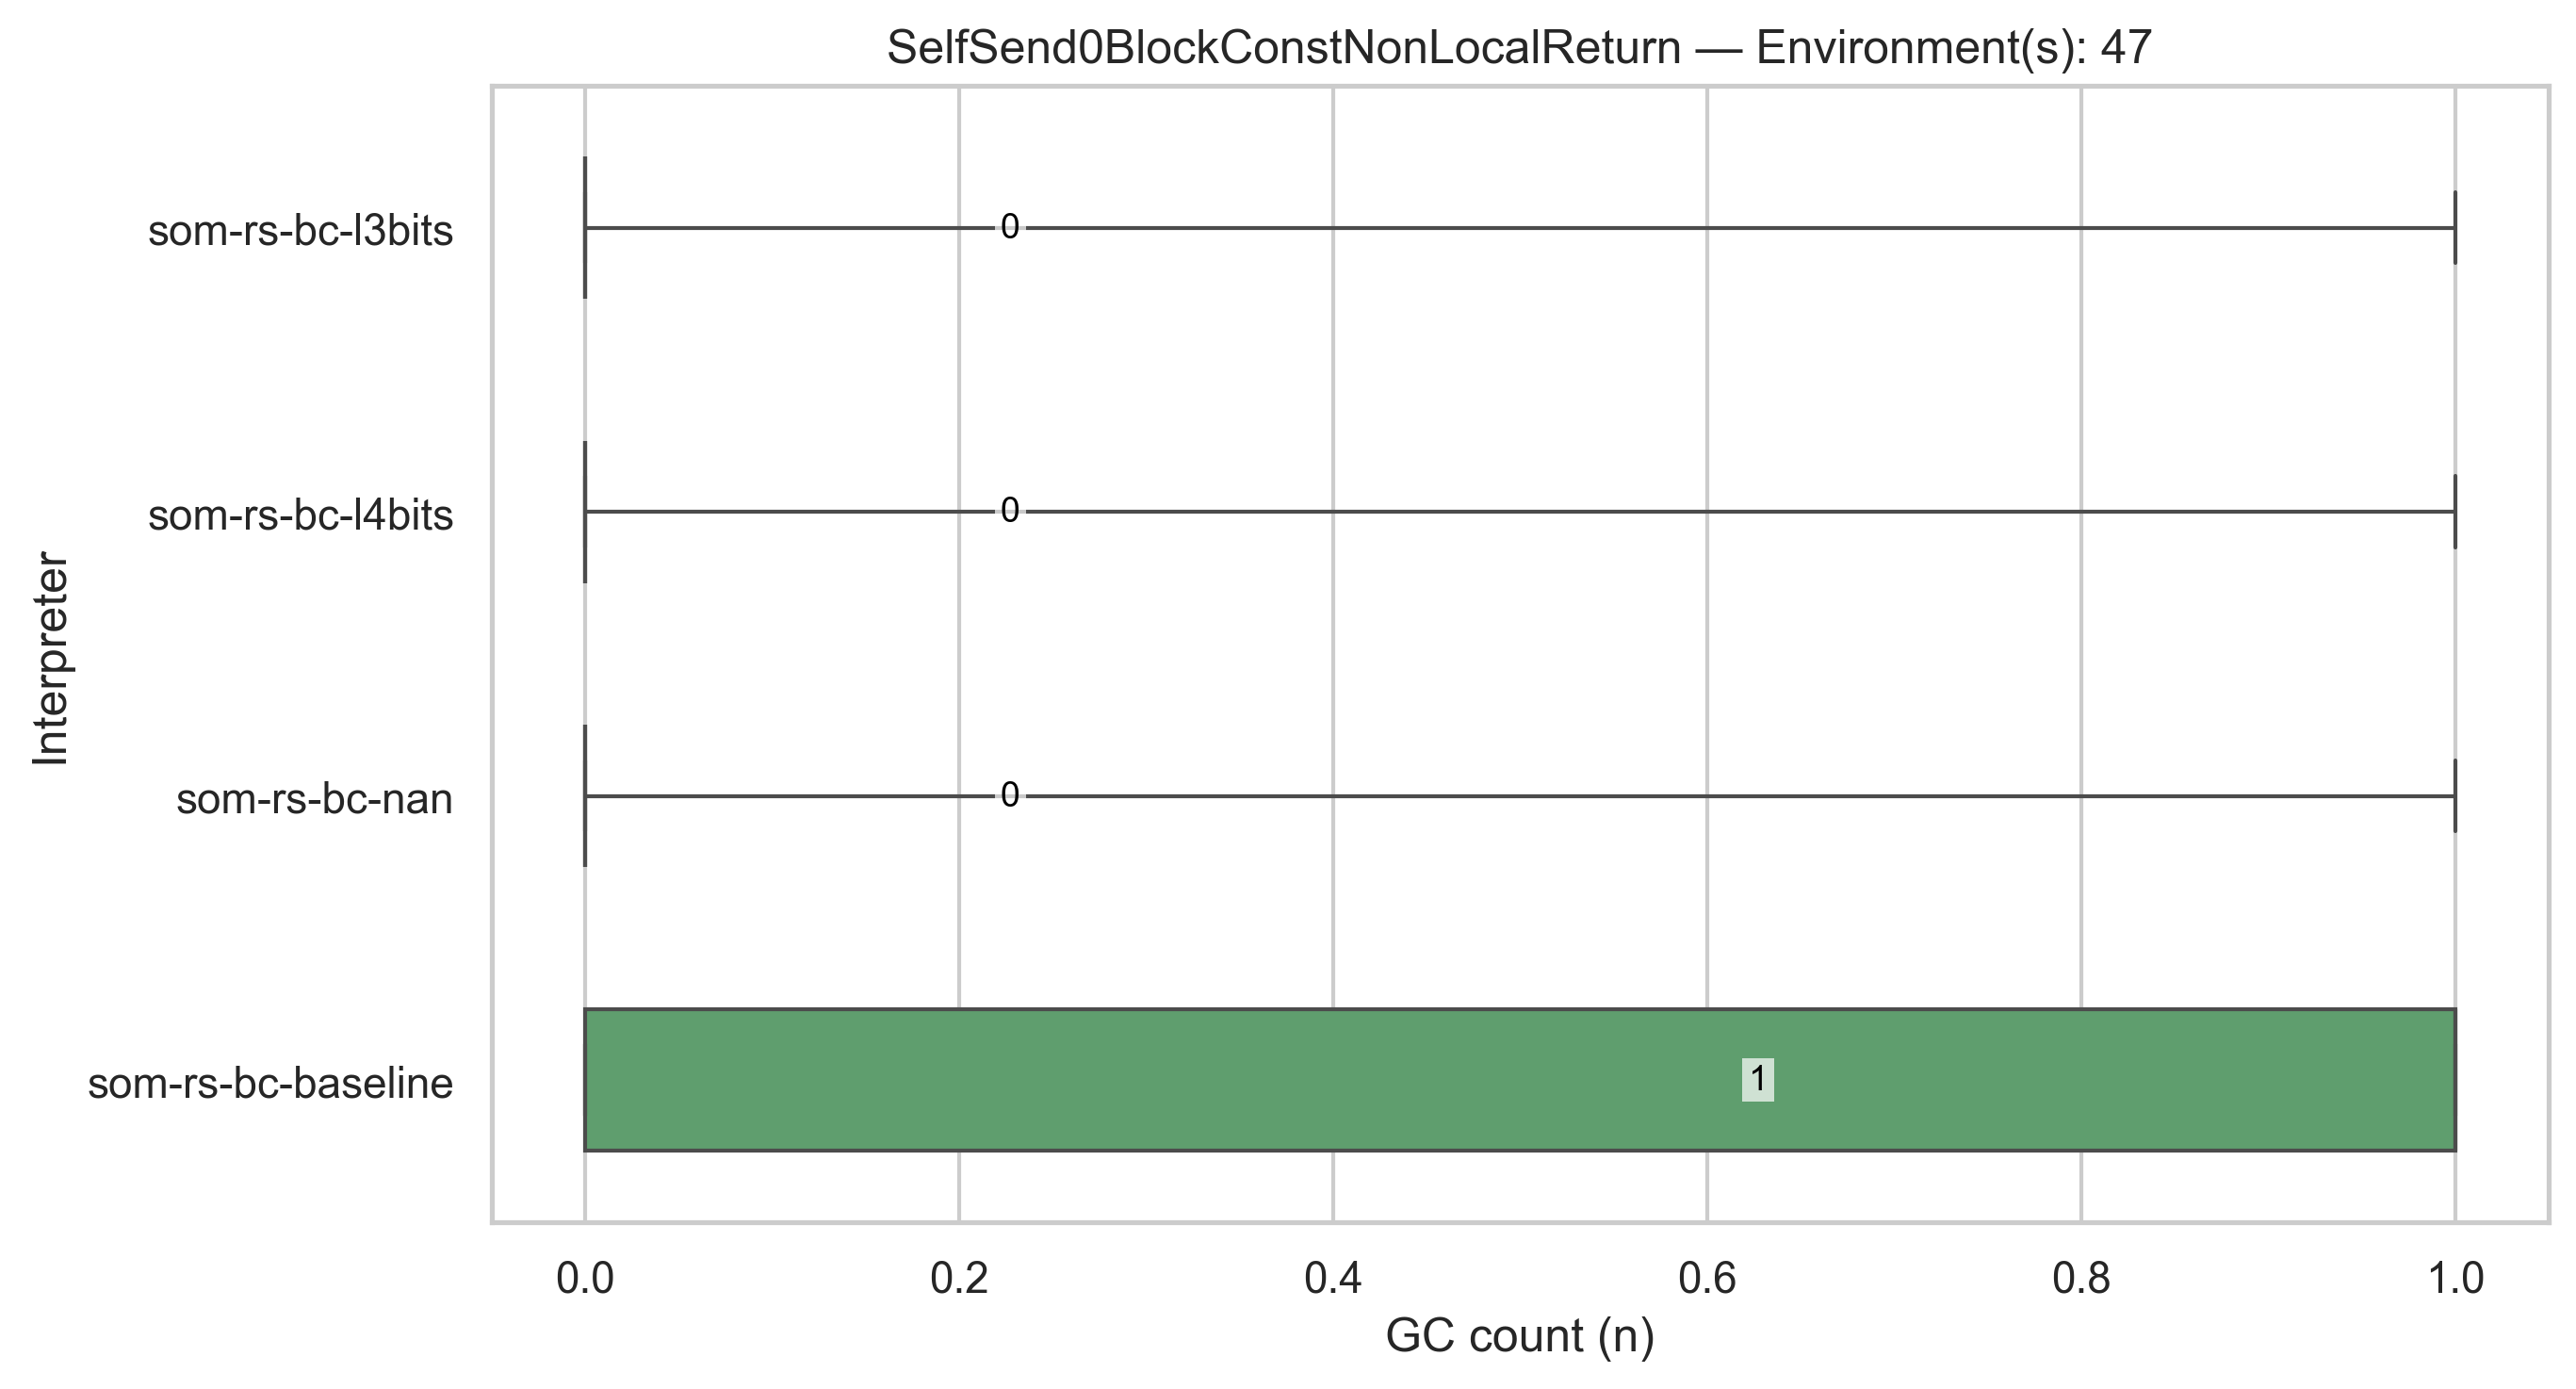 SelfSend0BlockConstNonLocalReturn — Environment(s): 47
Interpreter
som-rs-bc-l3bits
0
som-rs-bc-l4bits
0
som-rs-bc-nan
0
som-rs-bc-baseline
1
0.0 0.2 0.4 0.6 0.8 1.0
GC count (n)